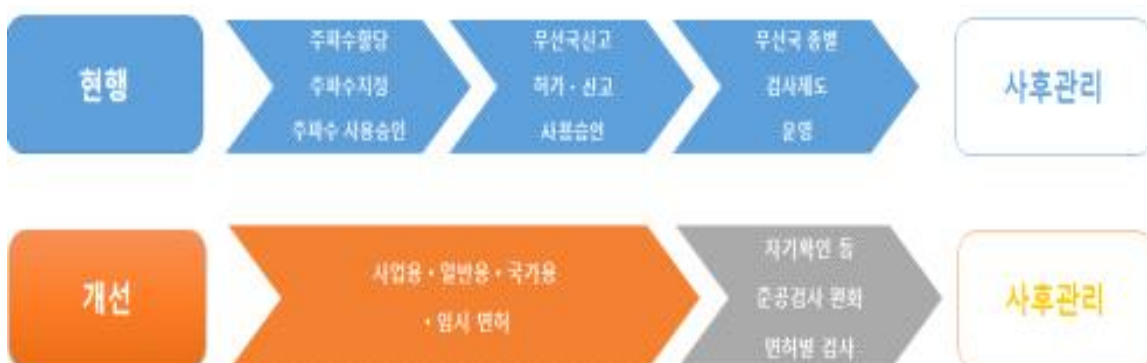 현행
주파수할당
주파수지정
주파수 사용승인
무선국신고
허가·신고
사용승인
무선국 종별
검사제도
운영
사후관리
개선
사업용·일반용·국가용
·임시 면허
자기확인 등
준공검사 완화
면허별 검사
사후관리